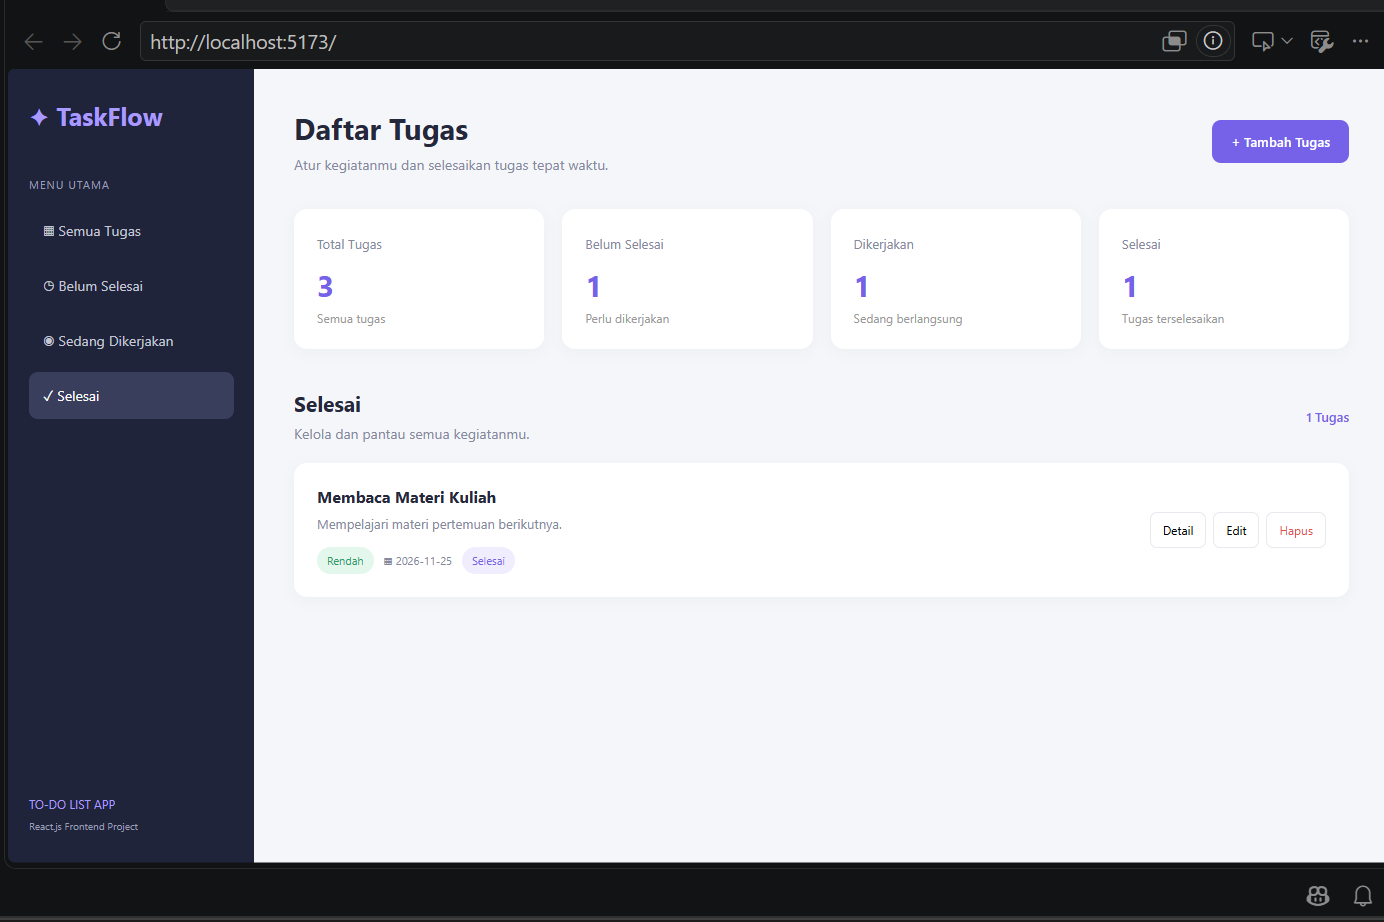 http://localhost:5173/
✦ TaskFlow
MENU UTAMA
▦ Semua Tugas
◷ Belum Selesai
◉ Sedang Dikerjakan
✓ Selesai
TO-DO LIST APP
React.js Frontend Project
Daftar Tugas
Atur kegiatanmu dan selesaikan tugas tepat waktu.
+ Tambah Tugas
Total Tugas
3
Semua tugas
Belum Selesai
1
Perlu dikerjakan
Dikerjakan
1
Sedang berlangsung
Selesai
1
Tugas terselesaikan
Selesai
Kelola dan pantau semua kegiatanmu.
1 Tugas
Membaca Materi Kuliah
Mempelajari materi pertemuan berikutnya.
Rendah ▦ 2026-11-25 Selesai
Detail Edit Hapus